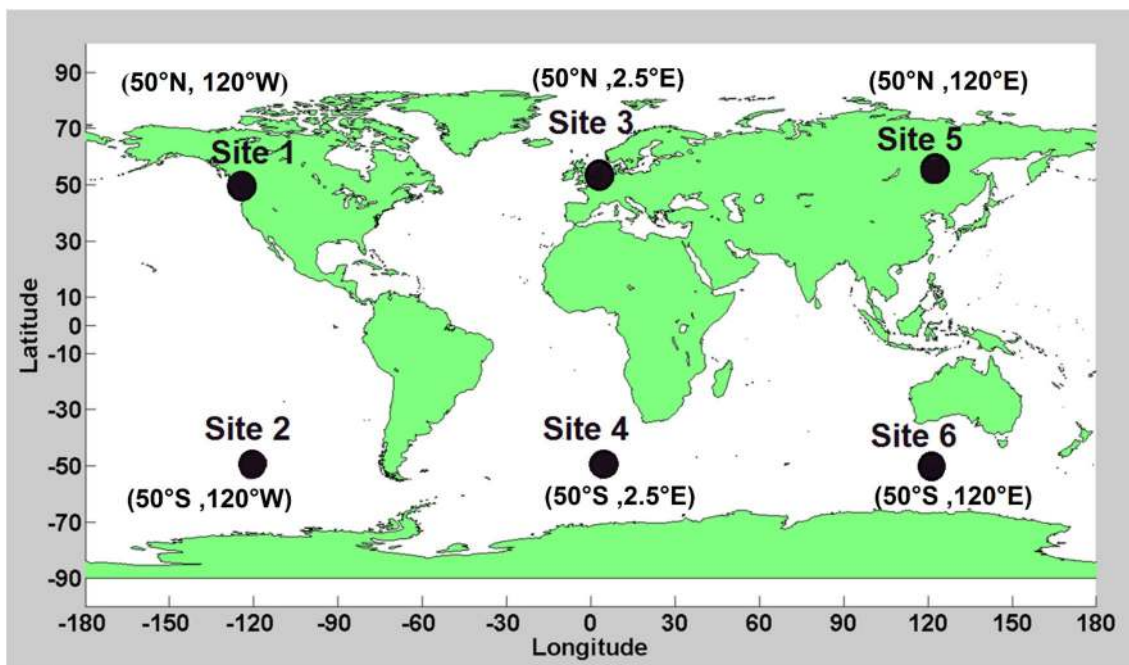 (50°N, 120°W)
(50°N ,2.5°E)
(50°N ,120°E)
Site 1
Site 3
Site 5
Site 2
Site 4
Site 6
(50°S ,120°W)
(50°S ,2.5°E)
(50°S ,120°E)
Latitude
90
70
50
30
10
0
-10
-30
-50
-70
-90
-180 -150 -120 -90 -60 -30 0 30 60 90 120 150 180
Longitude